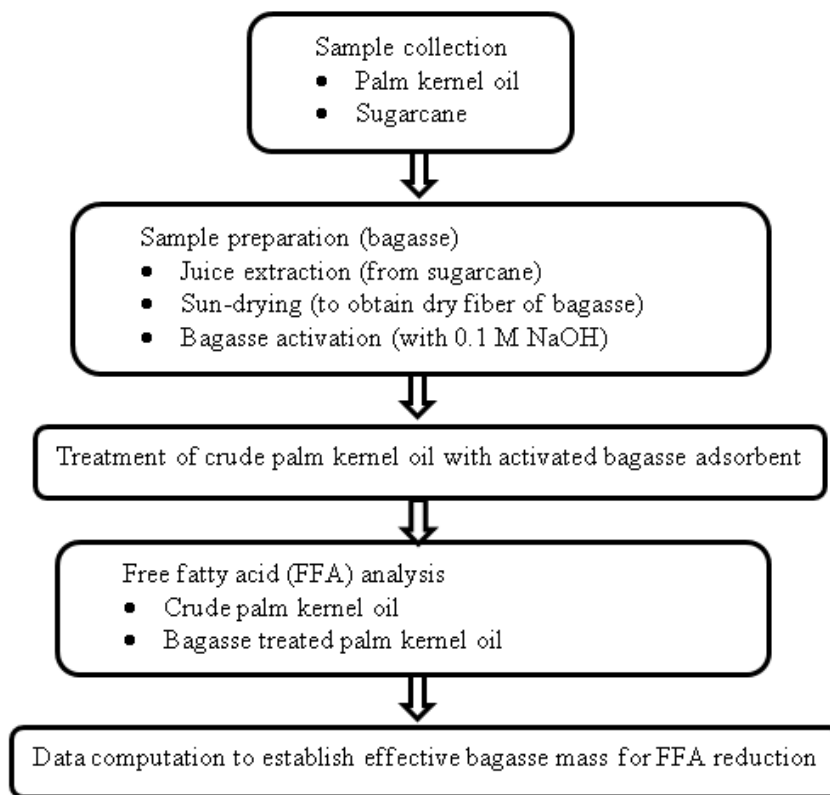 Sample collection
• Palm kernel oil
• Sugarcane
Sample preparation (bagasse)
• Juice extraction (from sugarcane)
• Sun-drying (to obtain dry fiber of bagasse)
• Bagasse activation (with 0.1 M NaOH)
Treatment of crude palm kernel oil with activated bagasse adsorbent
Free fatty acid (FFA) analysis
• Crude palm kernel oil
• Bagasse treated palm kernel oil
Data computation to establish effective bagasse mass for FFA reduction